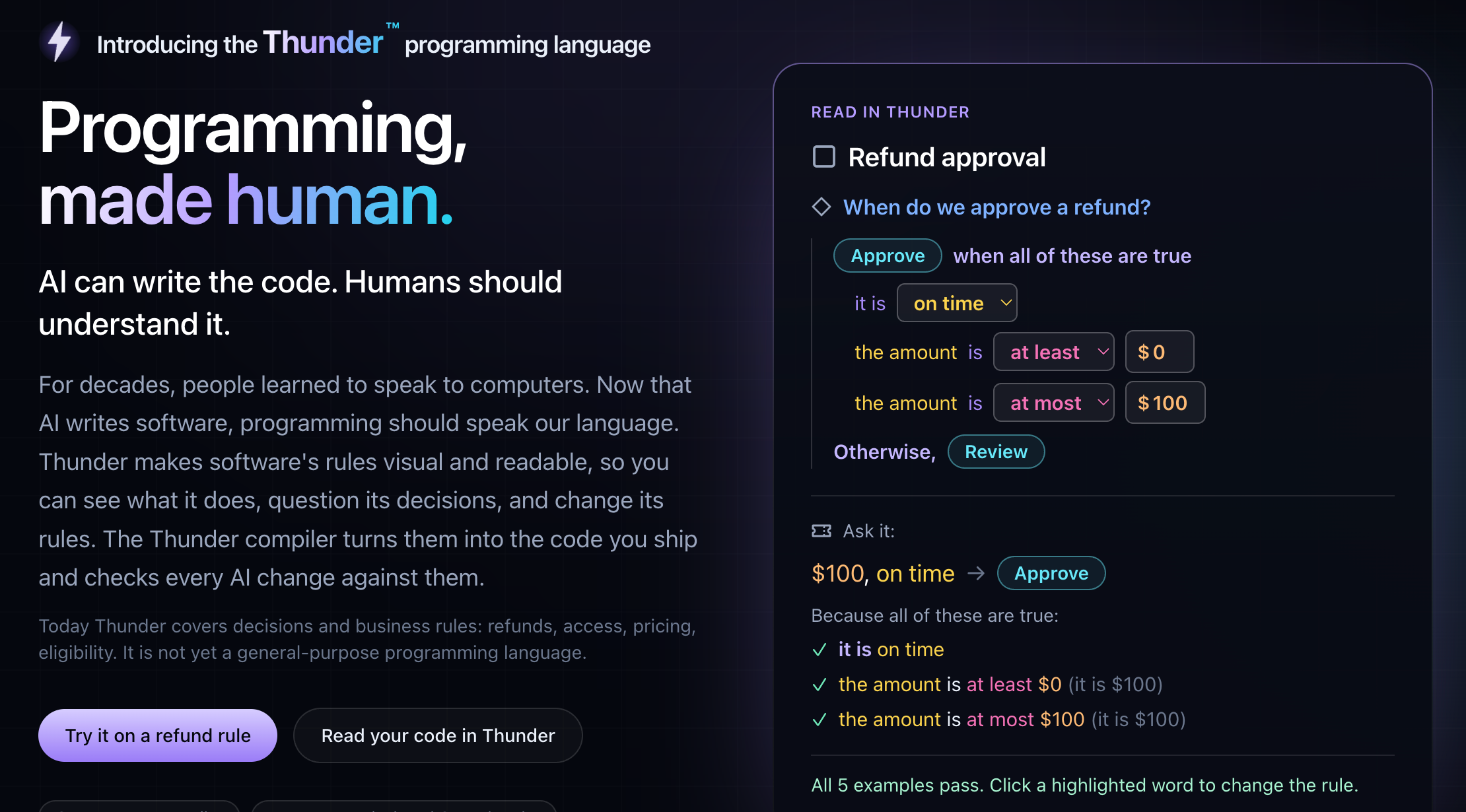 Introducing the Thunder™ programming language
Programming,
made human.
AI can write the code. Humans should
understand it.
For decades, people learned to speak to computers. Now that
AI writes software, programming should speak our language.
Thunder makes software's rules visual and readable, so you
can see what it does, question its decisions, and change its
rules. The Thunder compiler turns them into the code you ship
and checks every AI change against them.
Today Thunder covers decisions and business rules: refunds, access, pricing,
eligibility. It is not yet a general-purpose programming language.
Try it on a refund rule
Read your code in Thunder
READ IN THUNDER
Refund approval
When do we approve a refund?
Approve when all of these are true
it is on time
the amount is at least $0
the amount is at most $100
Otherwise, Review
Ask it:
$100, on time → Approve
Because all of these are true:
✓ it is on time
✓ the amount is at least $0 (it is $100)
✓ the amount is at most $100 (it is $100)
All 5 examples pass. Click a highlighted word to change the rule.